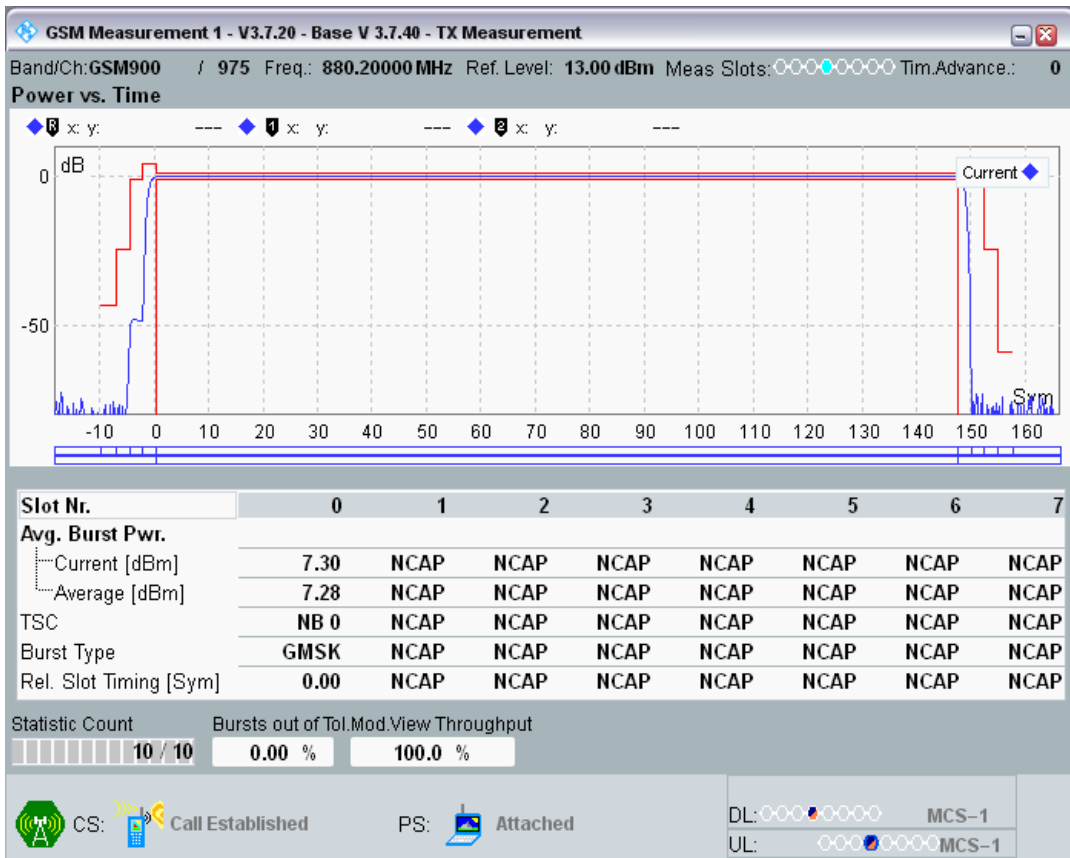 GSM Measurement 1 - V3.7.20 - Base V 3.7.40 - TX Measurement
Band/Ch:GSM900 / 975 Freq.: 880.20000 MHz Ref. Level: 13.00 dBm Meas Slots: Tim.Advance.: 0
Power vs. Time
R x: y: --- 1 x: y: --- 2 x: y: ---
dB
Current
0
-50
Sym
-10 0 10 20 30 40 50 60 70 80 90 100 110 120 130 140 150 160
Slot Nr. 0 1 2 3 4 5 6 7
Avg. Burst Pwr.
Current [dBm] 7.30 NCAP NCAP NCAP NCAP NCAP NCAP NCAP
Average [dBm] 7.28 NCAP NCAP NCAP NCAP NCAP NCAP NCAP
TSC NB 0 NCAP NCAP NCAP NCAP NCAP NCAP NCAP
Burst Type GMSK NCAP NCAP NCAP NCAP NCAP NCAP NCAP
Rel. Slot Timing [Sym] 0.00 NCAP NCAP NCAP NCAP NCAP NCAP NCAP
Statistic Count Bursts out of Tol.Mod.View Throughput
10 / 10 0.00 % 100.0 %
DL: MCS-1
CS: Call Established PS: Attached
UL: MCS-1